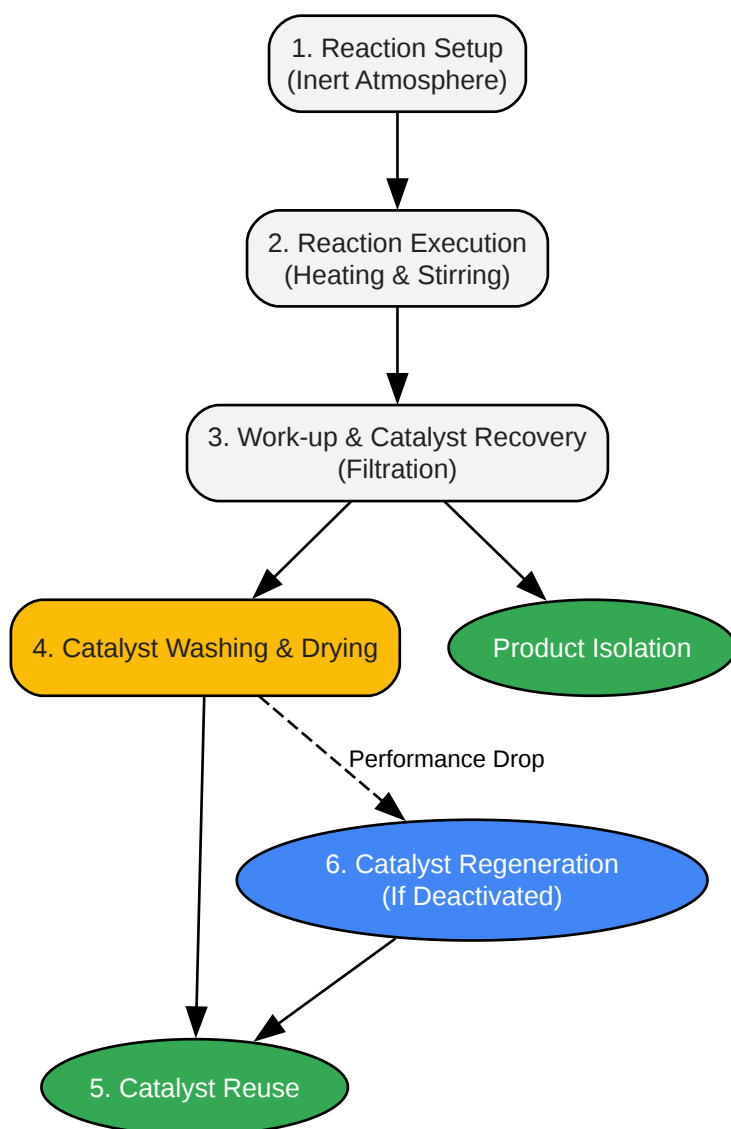 1. Reaction Setup
(Inert Atmosphere)
2. Reaction Execution
(Heating & Stirring)
3. Work-up & Catalyst Recovery
(Filtration)
4. Catalyst Washing & Drying
Product Isolation
Performance Drop
6. Catalyst Regeneration
(If Deactivated)
5. Catalyst Reuse